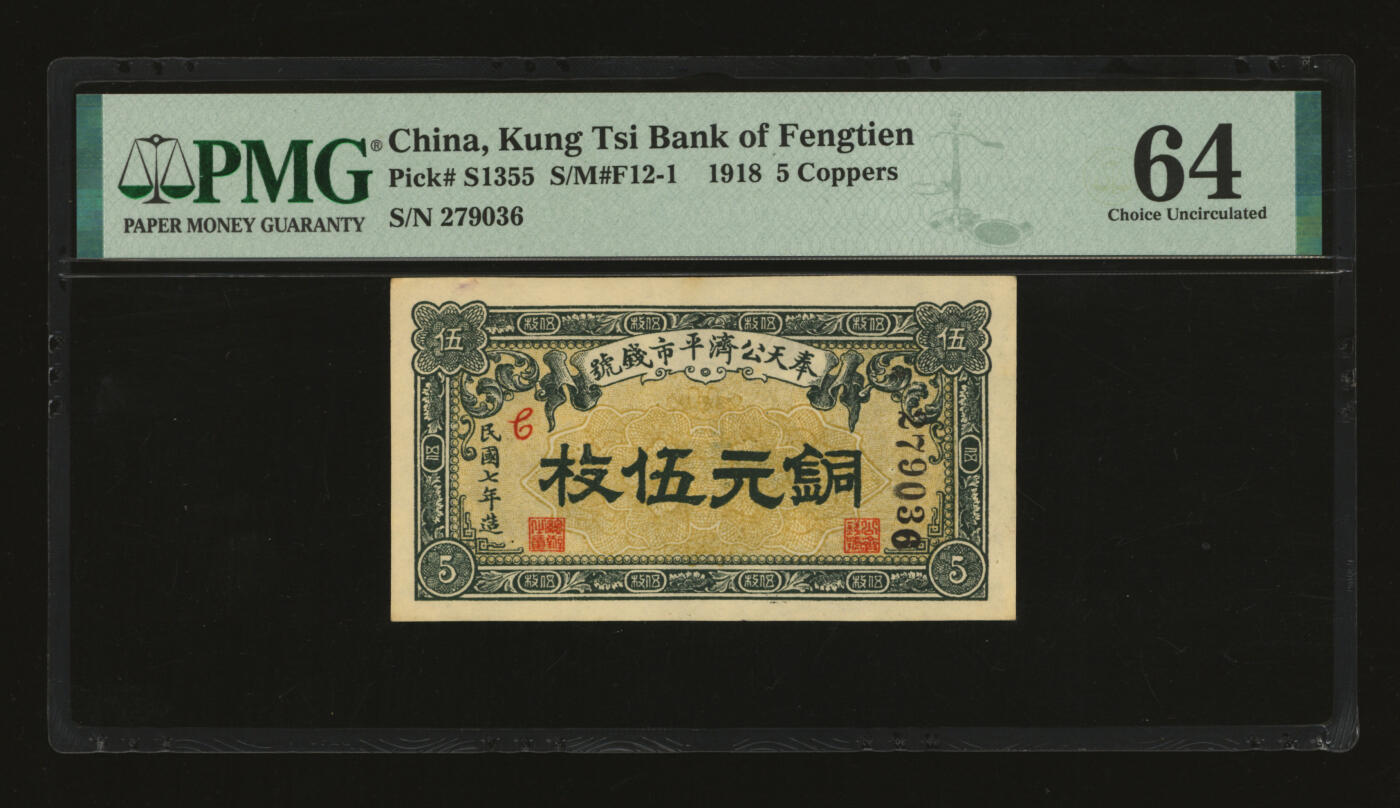 PMG®
PAPER MONEY GUARANTY
China, Kung Tsi Bank of Fengtien
Pick# S1355 S/M#F12-1 1918 5 Coppers
S/N 279036
64
Choice Uncirculated
伍 伍
號錢市平濟公天奉
民國七年造
C
枚伍元銅
279036
5 5